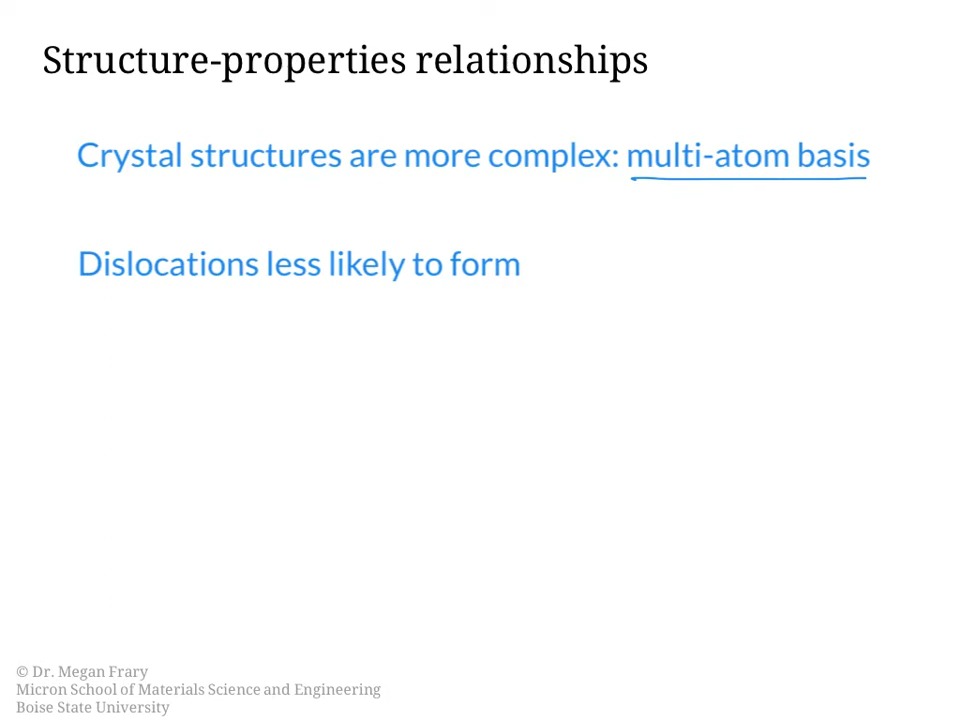 Structure-properties relationships
Crystal structures are more complex: multi-atom basis
Dislocations less likely to form
© Dr. Megan Frary
Micron School of Materials Science and Engineering
Boise State University